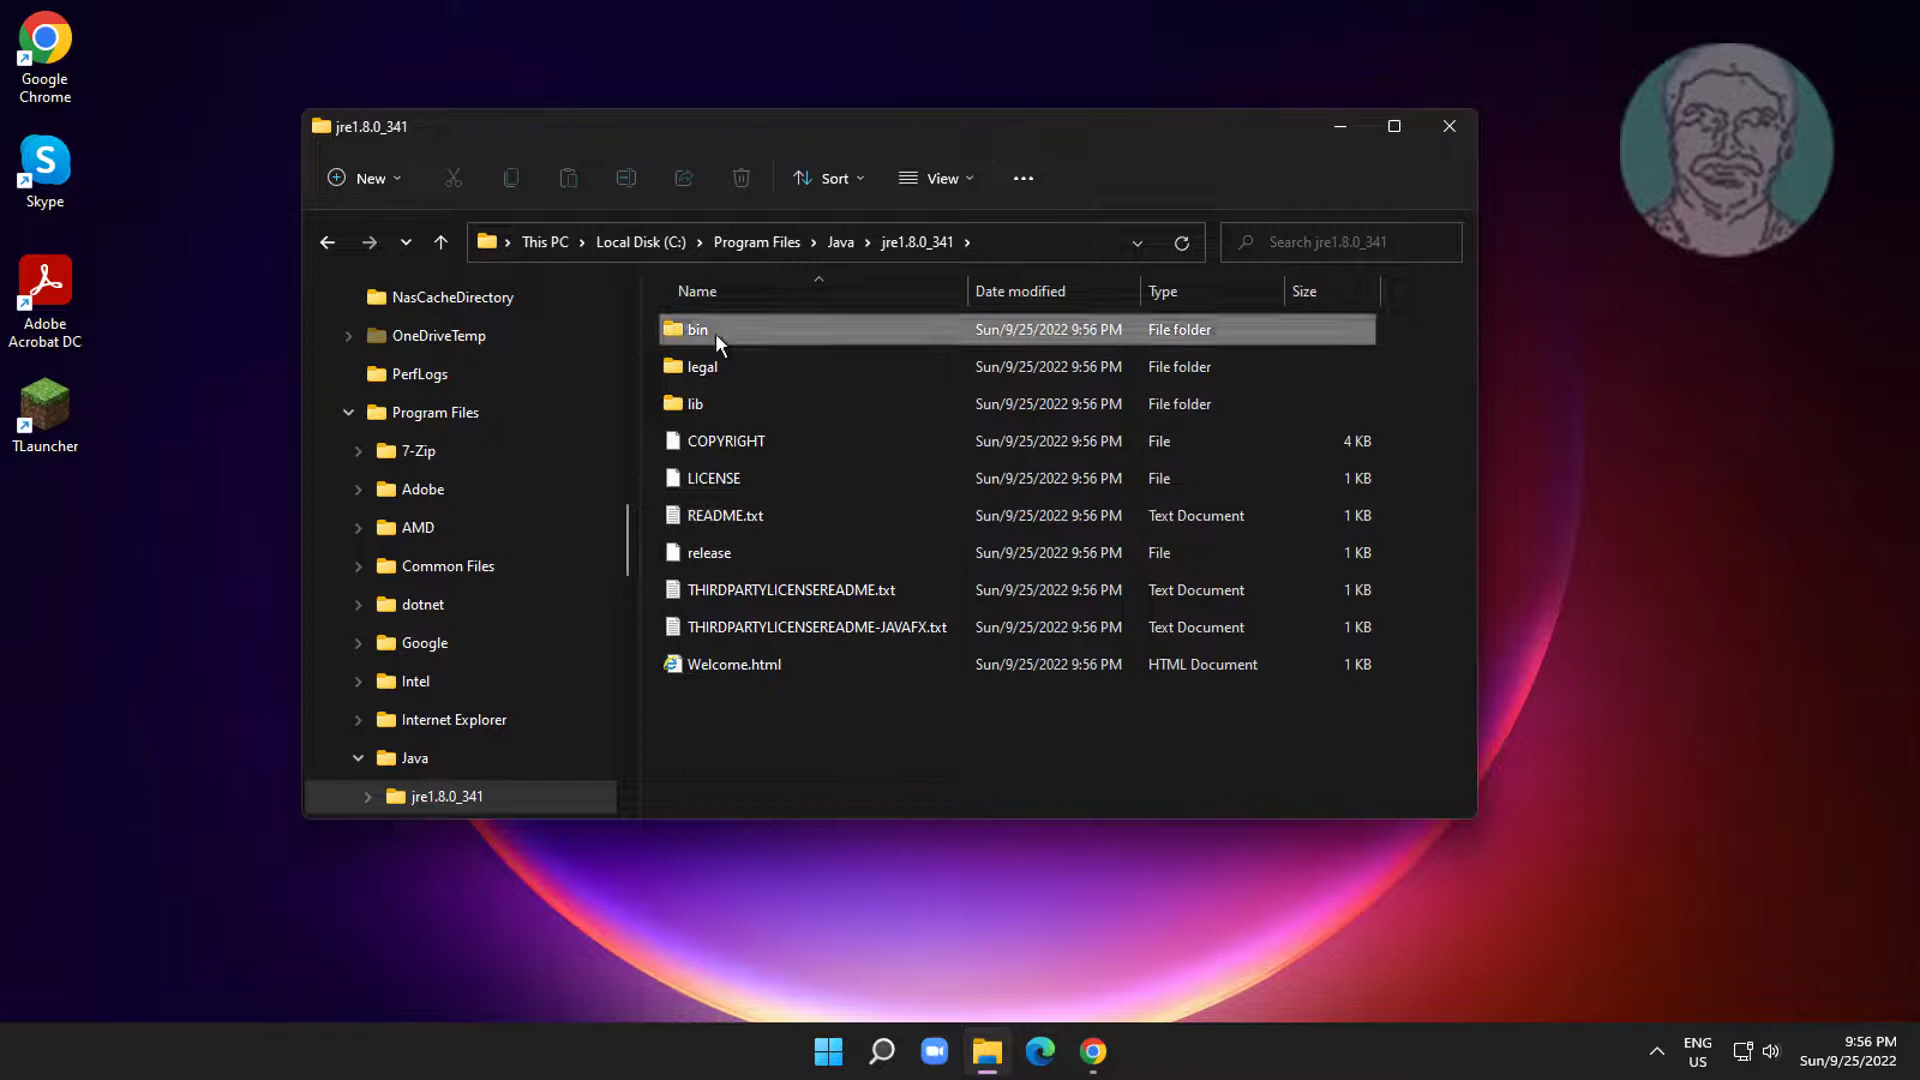 Google
Chrome
Skype
Adobe
Acrobat DC
TLauncher
jre1.8.0_341
New
Sort
View
This PC > Local Disk (C:) > Program Files > Java > jre1.8.0_341 >
Search jre1.8.0_341
NasCacheDirectory
OneDriveTemp
PerfLogs
Program Files
7-Zip
Adobe
AMD
Common Files
dotnet
Google
Intel
Internet Explorer
Java
jre1.8.0_341
Name Date modified Type Size
bin Sun/9/25/2022 9:56 PM File folder
legal Sun/9/25/2022 9:56 PM File folder
lib Sun/9/25/2022 9:56 PM File folder
COPYRIGHT Sun/9/25/2022 9:56 PM File 4 KB
LICENSE Sun/9/25/2022 9:56 PM File 1 KB
README.txt Sun/9/25/2022 9:56 PM Text Document 1 KB
release Sun/9/25/2022 9:56 PM File 1 KB
THIRDPARTYLICENSEREADME.txt Sun/9/25/2022 9:56 PM Text Document 1 KB
THIRDPARTYLICENSEREADME-JAVAFX.txt Sun/9/25/2022 9:56 PM Text Document 1 KB
Welcome.html Sun/9/25/2022 9:56 PM HTML Document 1 KB
ENG
US
9:56 PM
Sun/9/25/2022